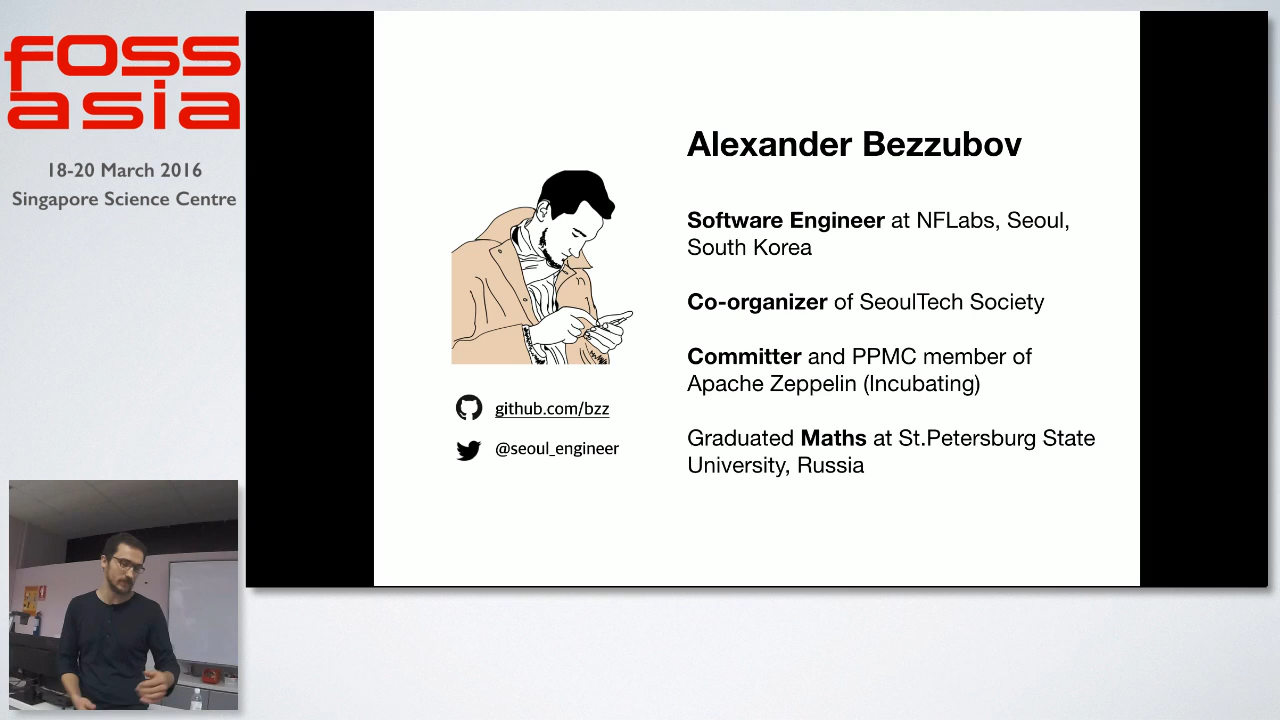 foss
asia
18-20 March 2016
Singapore Science Centre
Alexander Bezzubov
Software Engineer at NFLabs, Seoul,
South Korea
Co-organizer of SeoulTech Society
Committer and PPMC member of
Apache Zeppelin (Incubating)
Graduated Maths at St.Petersburg State
University, Russia
github.com/bzz
@seoul_engineer